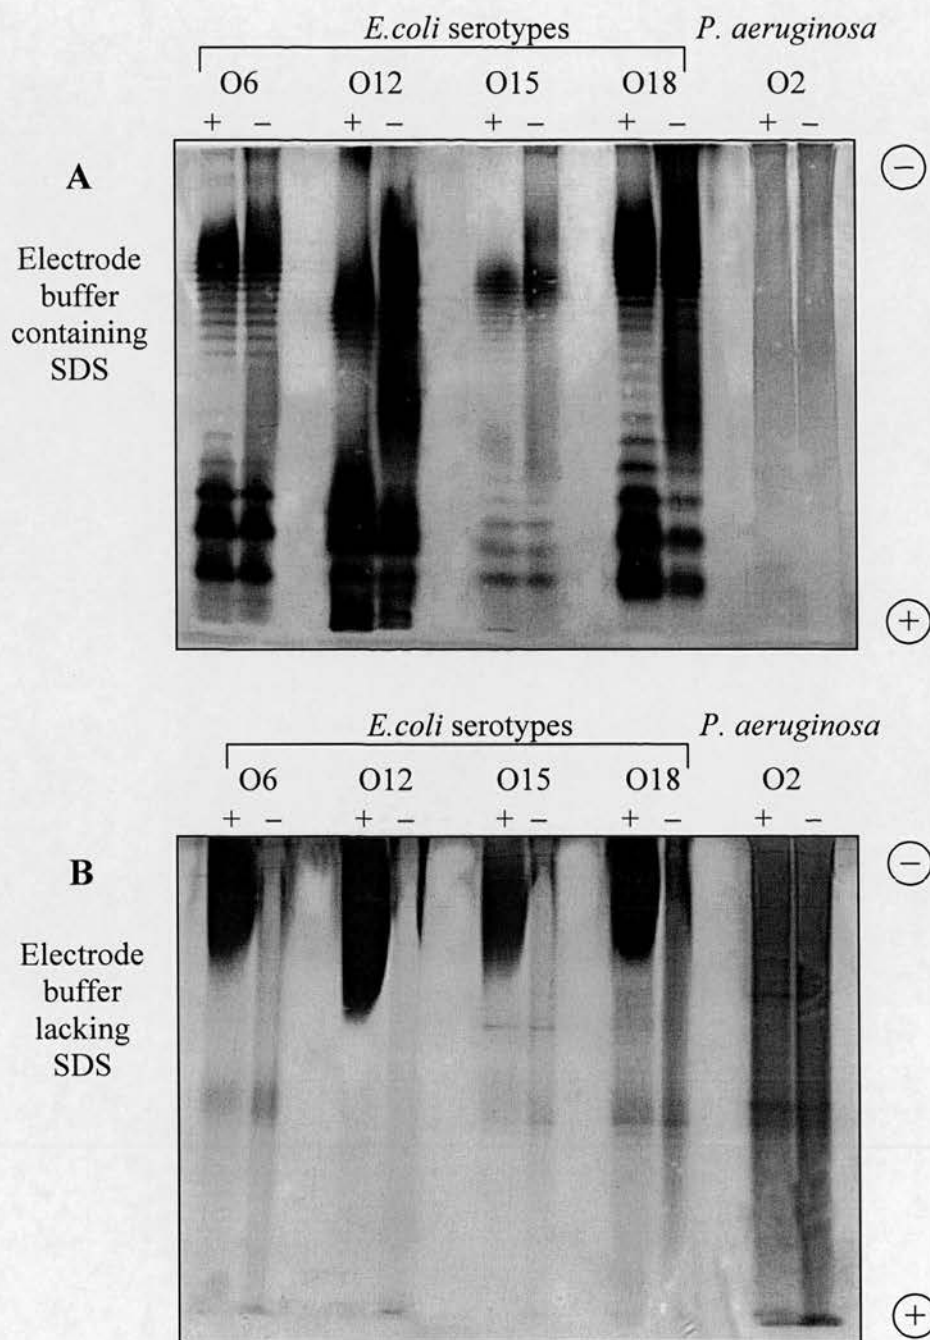 E.coli serotypes P. aeruginosa
O6 O12 O15 O18 O2
+ − + − + − + − + −
A
−
Electrode
buffer
containing
SDS
+
E.coli serotypes P. aeruginosa
O6 O12 O15 O18 O2
+ − + − + − + − + −
B
−
Electrode
buffer
lacking
SDS
+